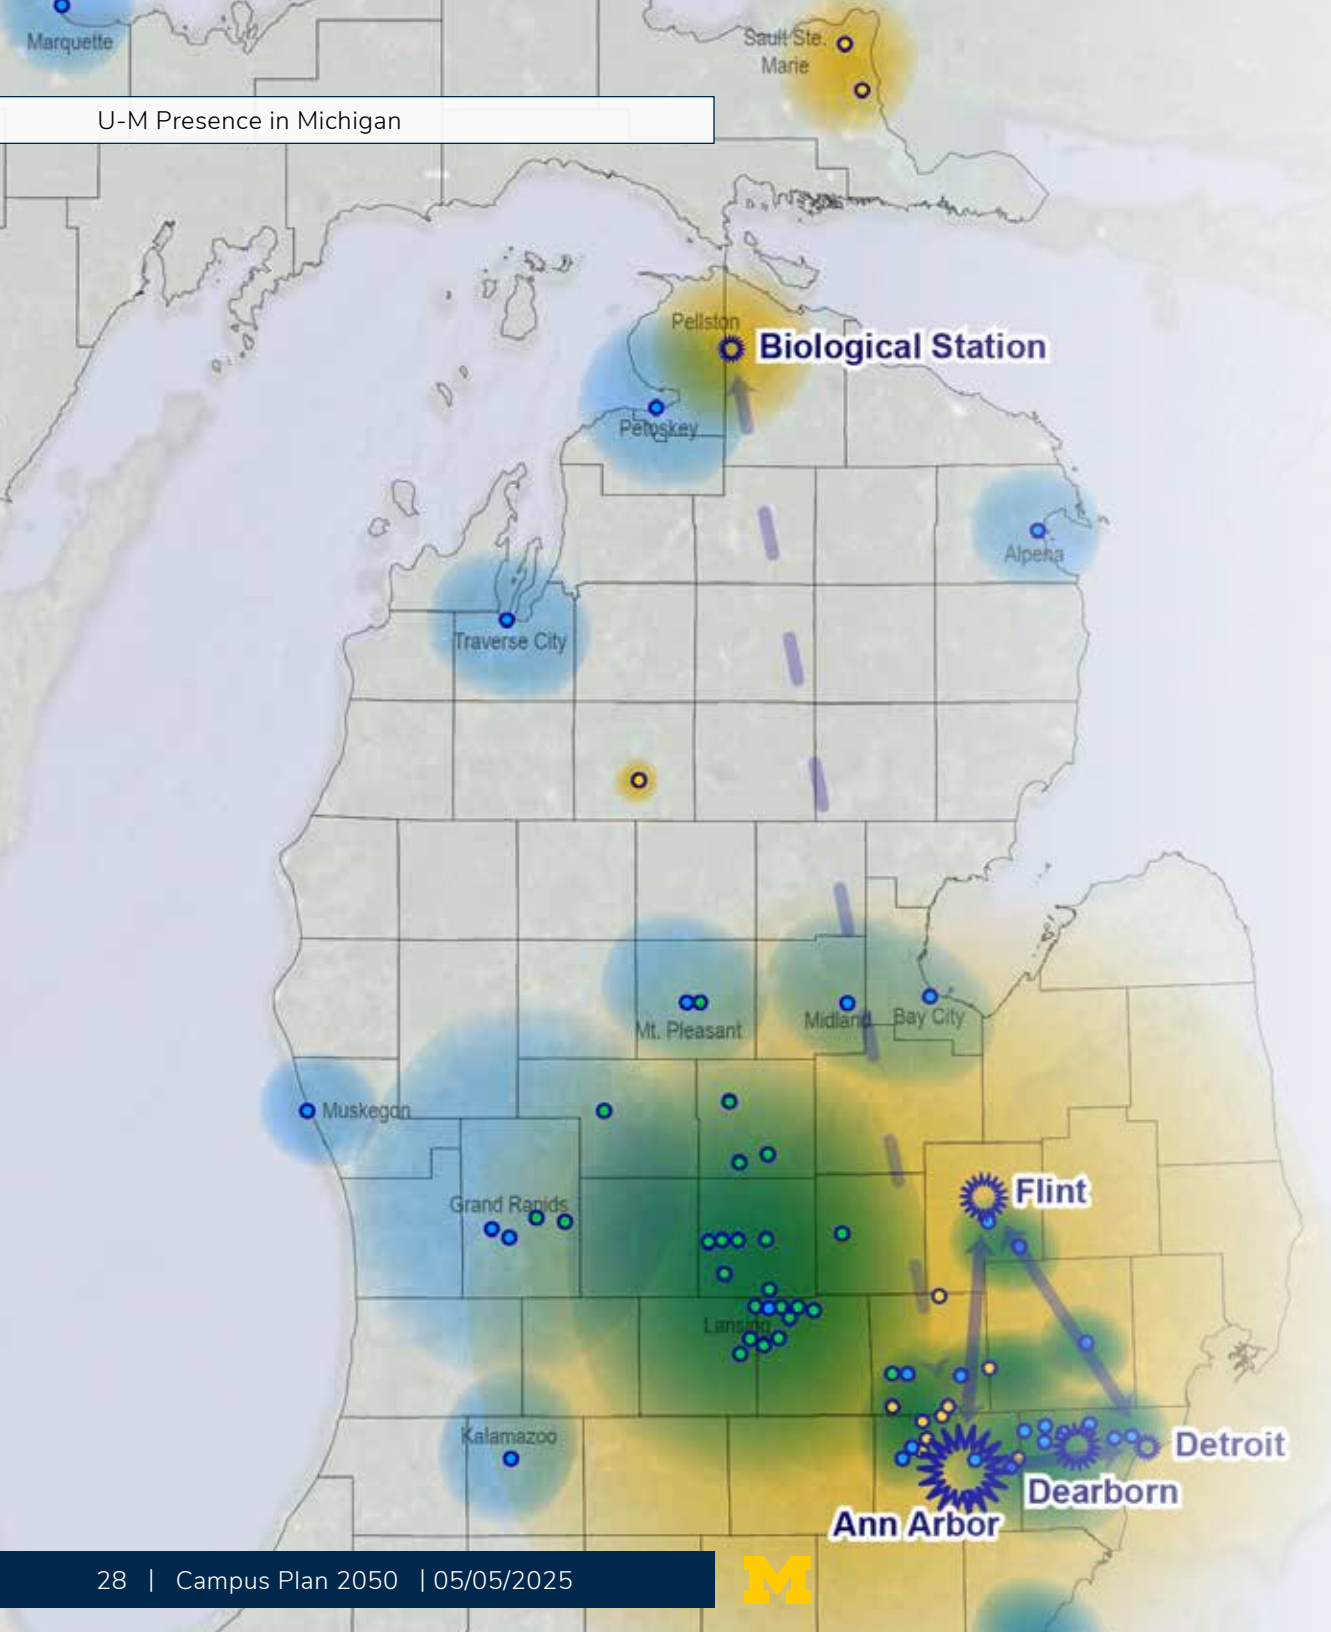 Marquette
Sault Ste.
Marie
U-M Presence in Michigan
Pellston
Biological Station
Petoskey
Alpena
Traverse City
Mt. Pleasant
Midland
Bay City
Muskegon
Flint
Grand Rapids
Lansing
Kalamazoo
Detroit
Dearborn
Ann Arbor
28 | Campus Plan 2050 | 05/05/2025
M